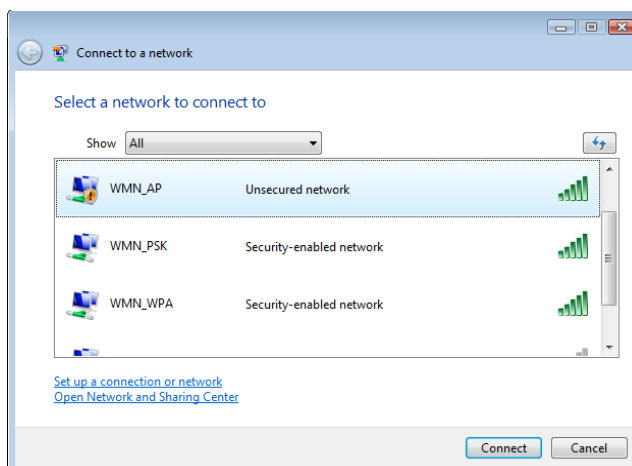 Connect to a network
Select a network to connect to
Show All
WMN_AP Unsecured network
WMN_PSK Security-enabled network
WMN_WPA Security-enabled network
Set up a connection or network
Open Network and Sharing Center
Connect Cancel